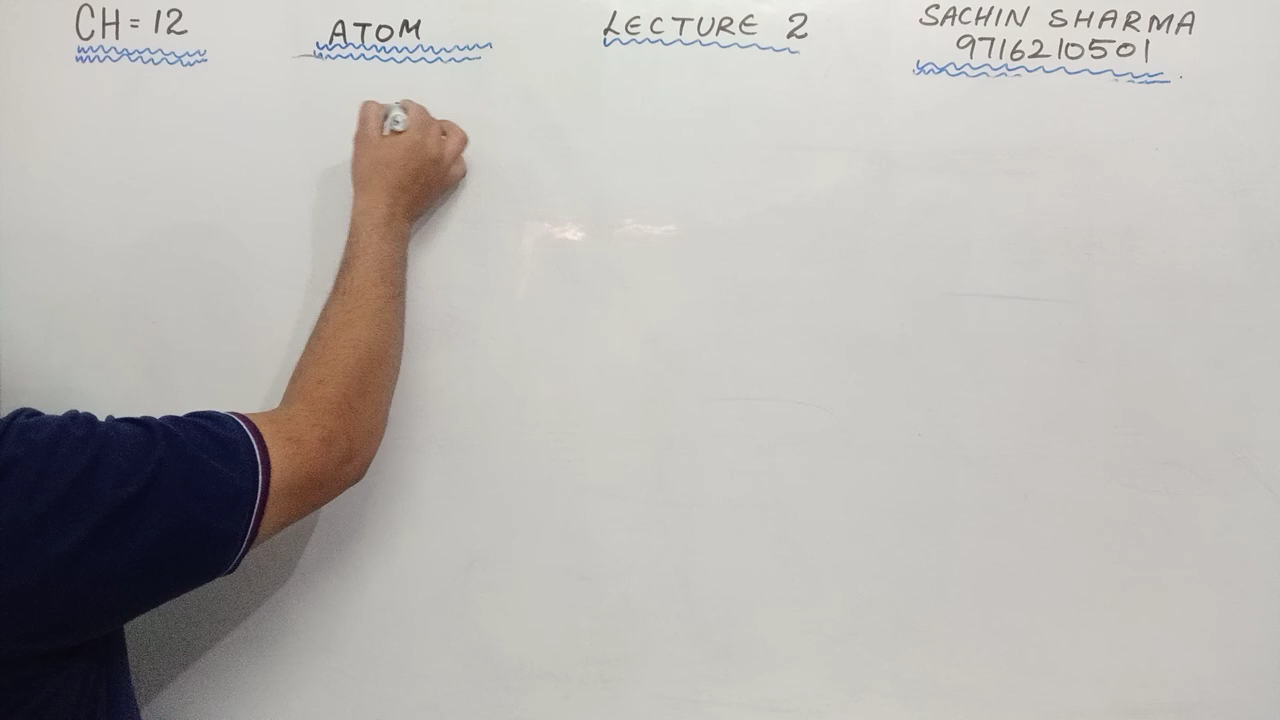 CH = 12
ATOM
LECTURE 2
SACHIN SHARMA
9716210501